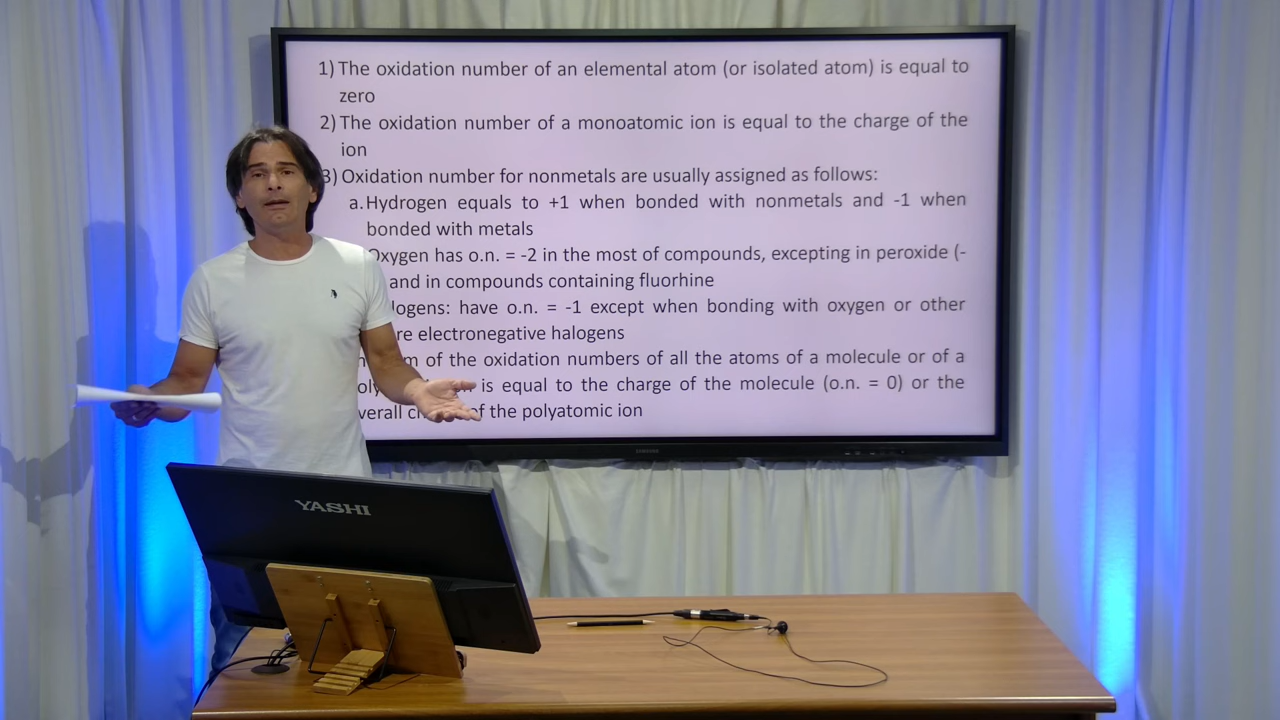 1) The oxidation number of an elemental atom (or isolated atom) is equal to
zero
2) The oxidation number of a monoatomic ion is equal to the charge of the
ion
3) Oxidation number for nonmetals are usually assigned as follows:
a. Hydrogen equals to +1 when bonded with nonmetals and -1 when
bonded with metals
Oxygen has o.n. = -2 in the most of compounds, excepting in peroxide (-
and in compounds containing fluorhine
have o.n. = -1 except when bonding with oxygen or other
electronegative halogens
of the oxidation numbers of all the atoms of a molecule or of a
is equal to the charge of the molecule (o.n. = 0) or the
of the polyatomic ion
SAMSUNG
YASHI